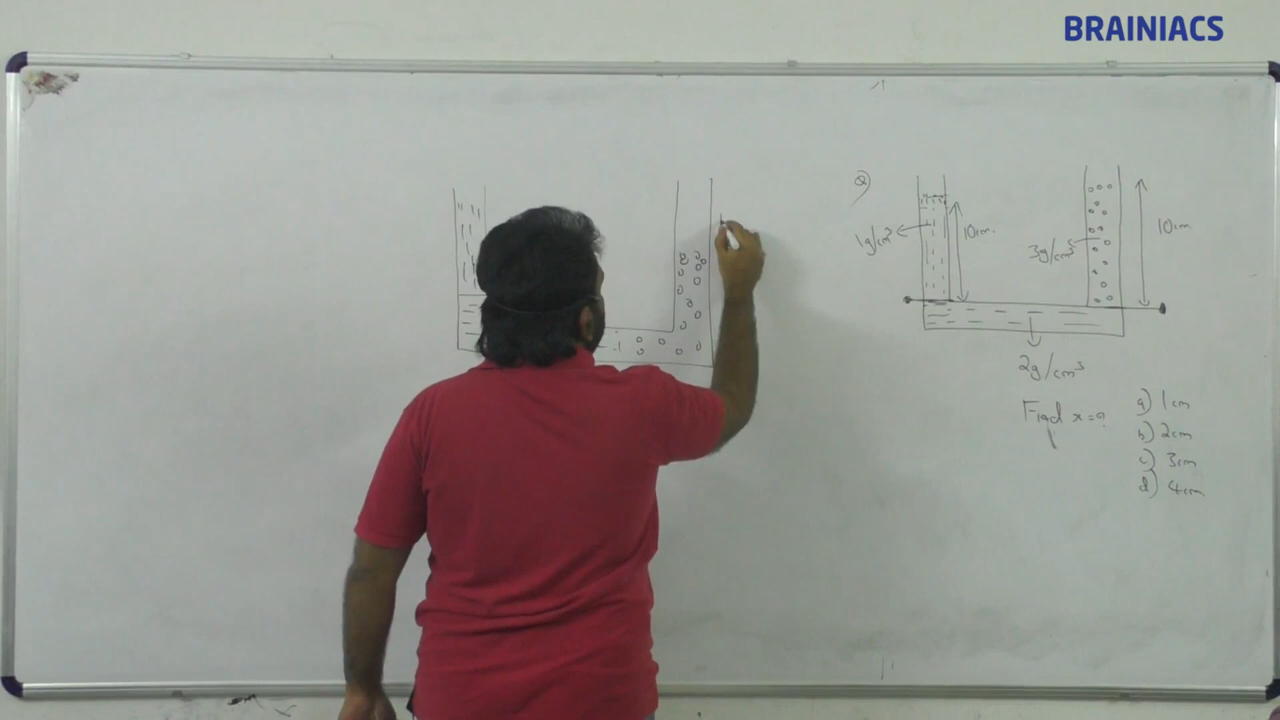 BRAINIACS
Q)
1g/cm³
10cm.
3g/cm³
10cm
2g/cm³
Find x=?
a) 1cm
b) 2cm
c) 3cm
d) 4cm